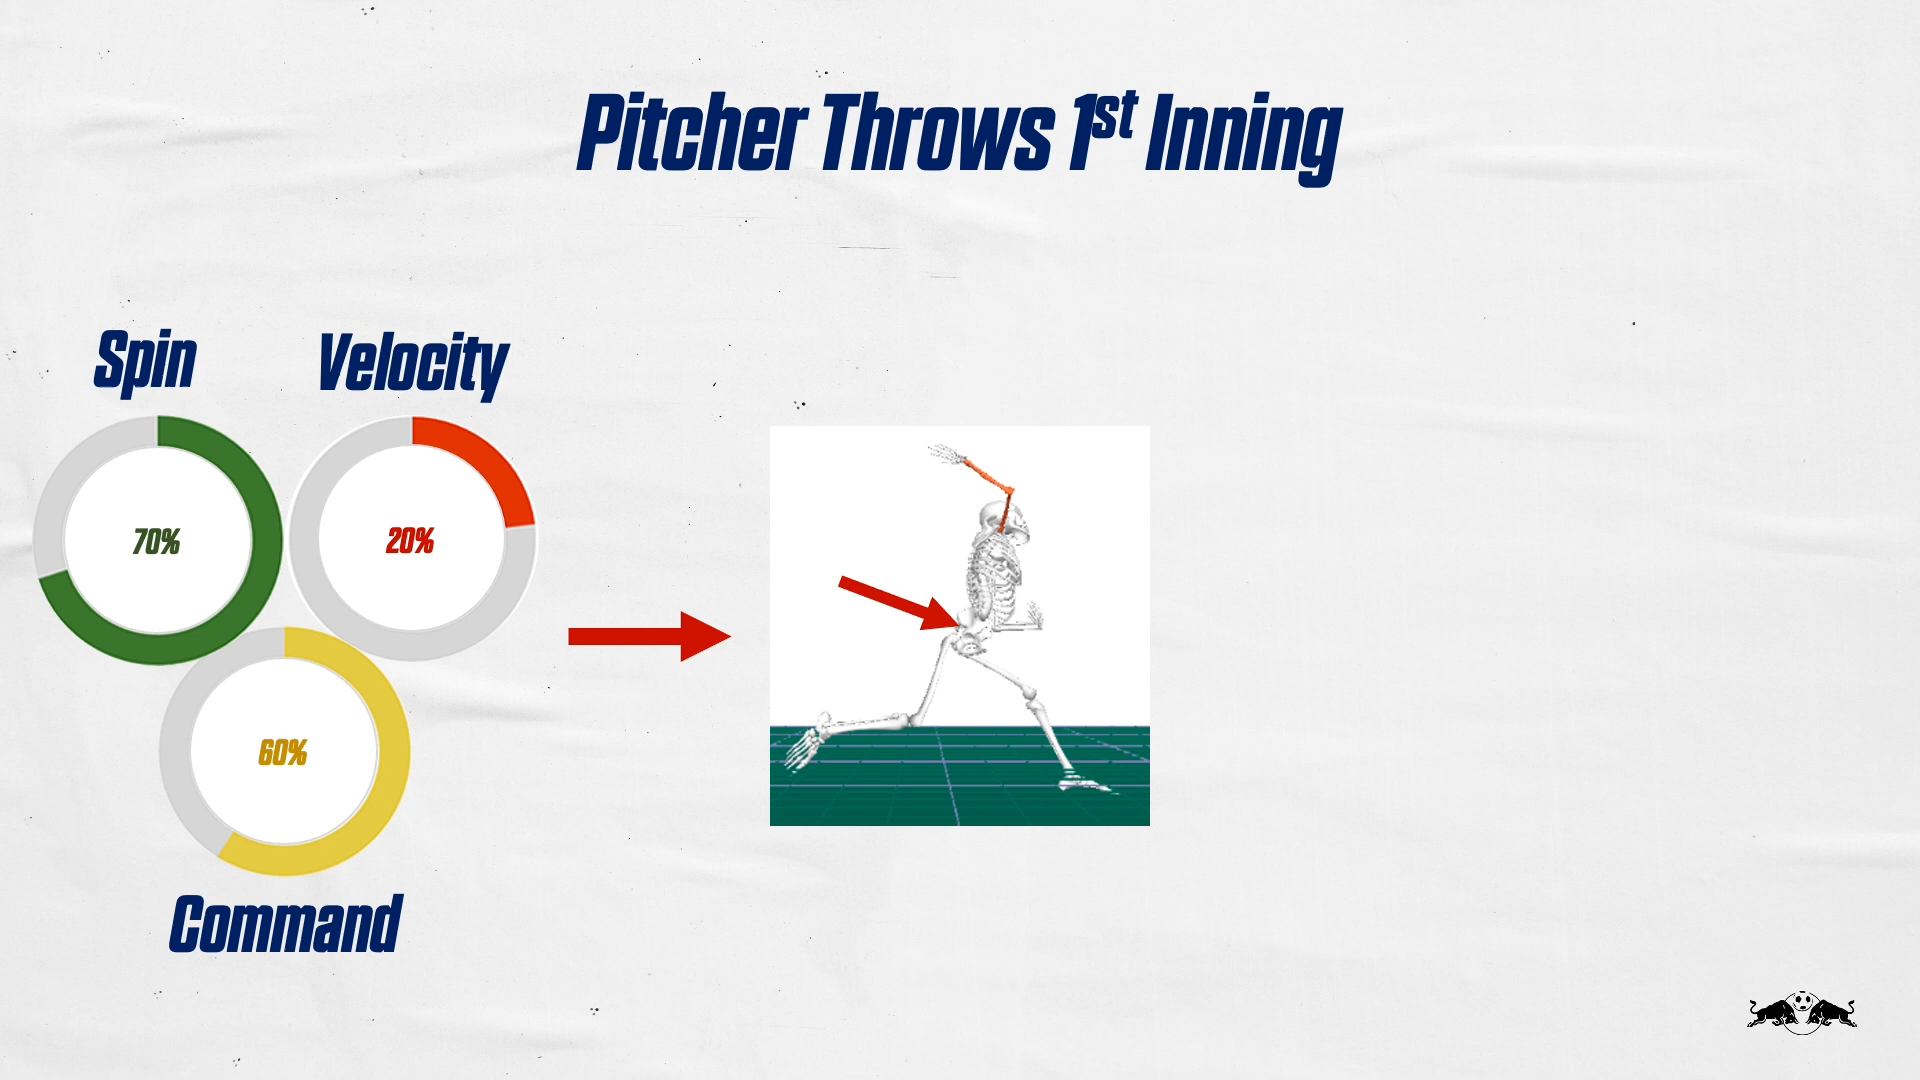 Pitcher Throws 1st Inning
Spin
Velocity
70%
20%
60%
Command